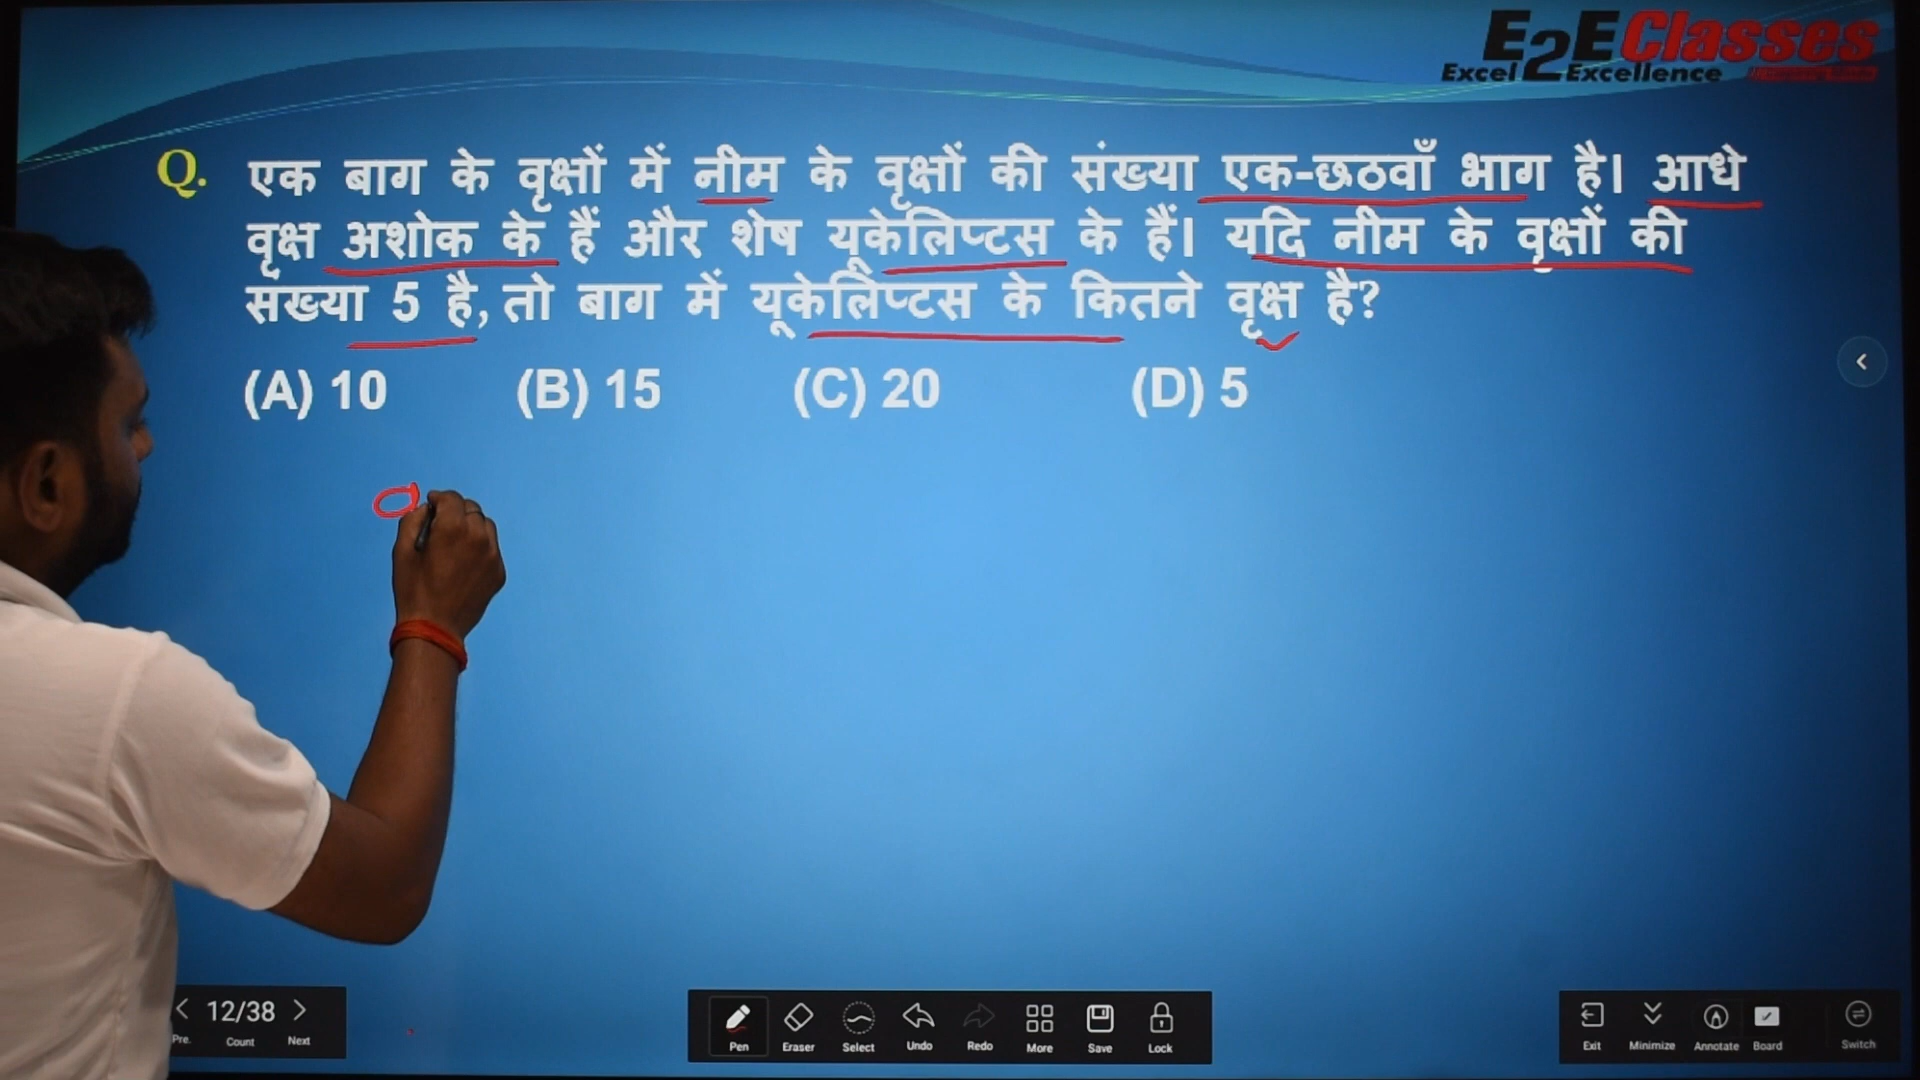 E2E Classes
Excel 2 Excellence
Q. एक बाग के वृक्षों में नीम के वृक्षों की संख्या एक-छठवाँ भाग है। आधे
वृक्ष अशोक के हैं और शेष यूकेलिप्टस के हैं। यदि नीम के वृक्षों की
संख्या 5 है, तो बाग में यूकेलिप्टस के कितने वृक्ष है?
(A) 10 (B) 15 (C) 20 (D) 5
12/38
Pre. Count Next
Pen Eraser Select Undo Redo More Save Lock
Exit Minimize Annotate Board Switch